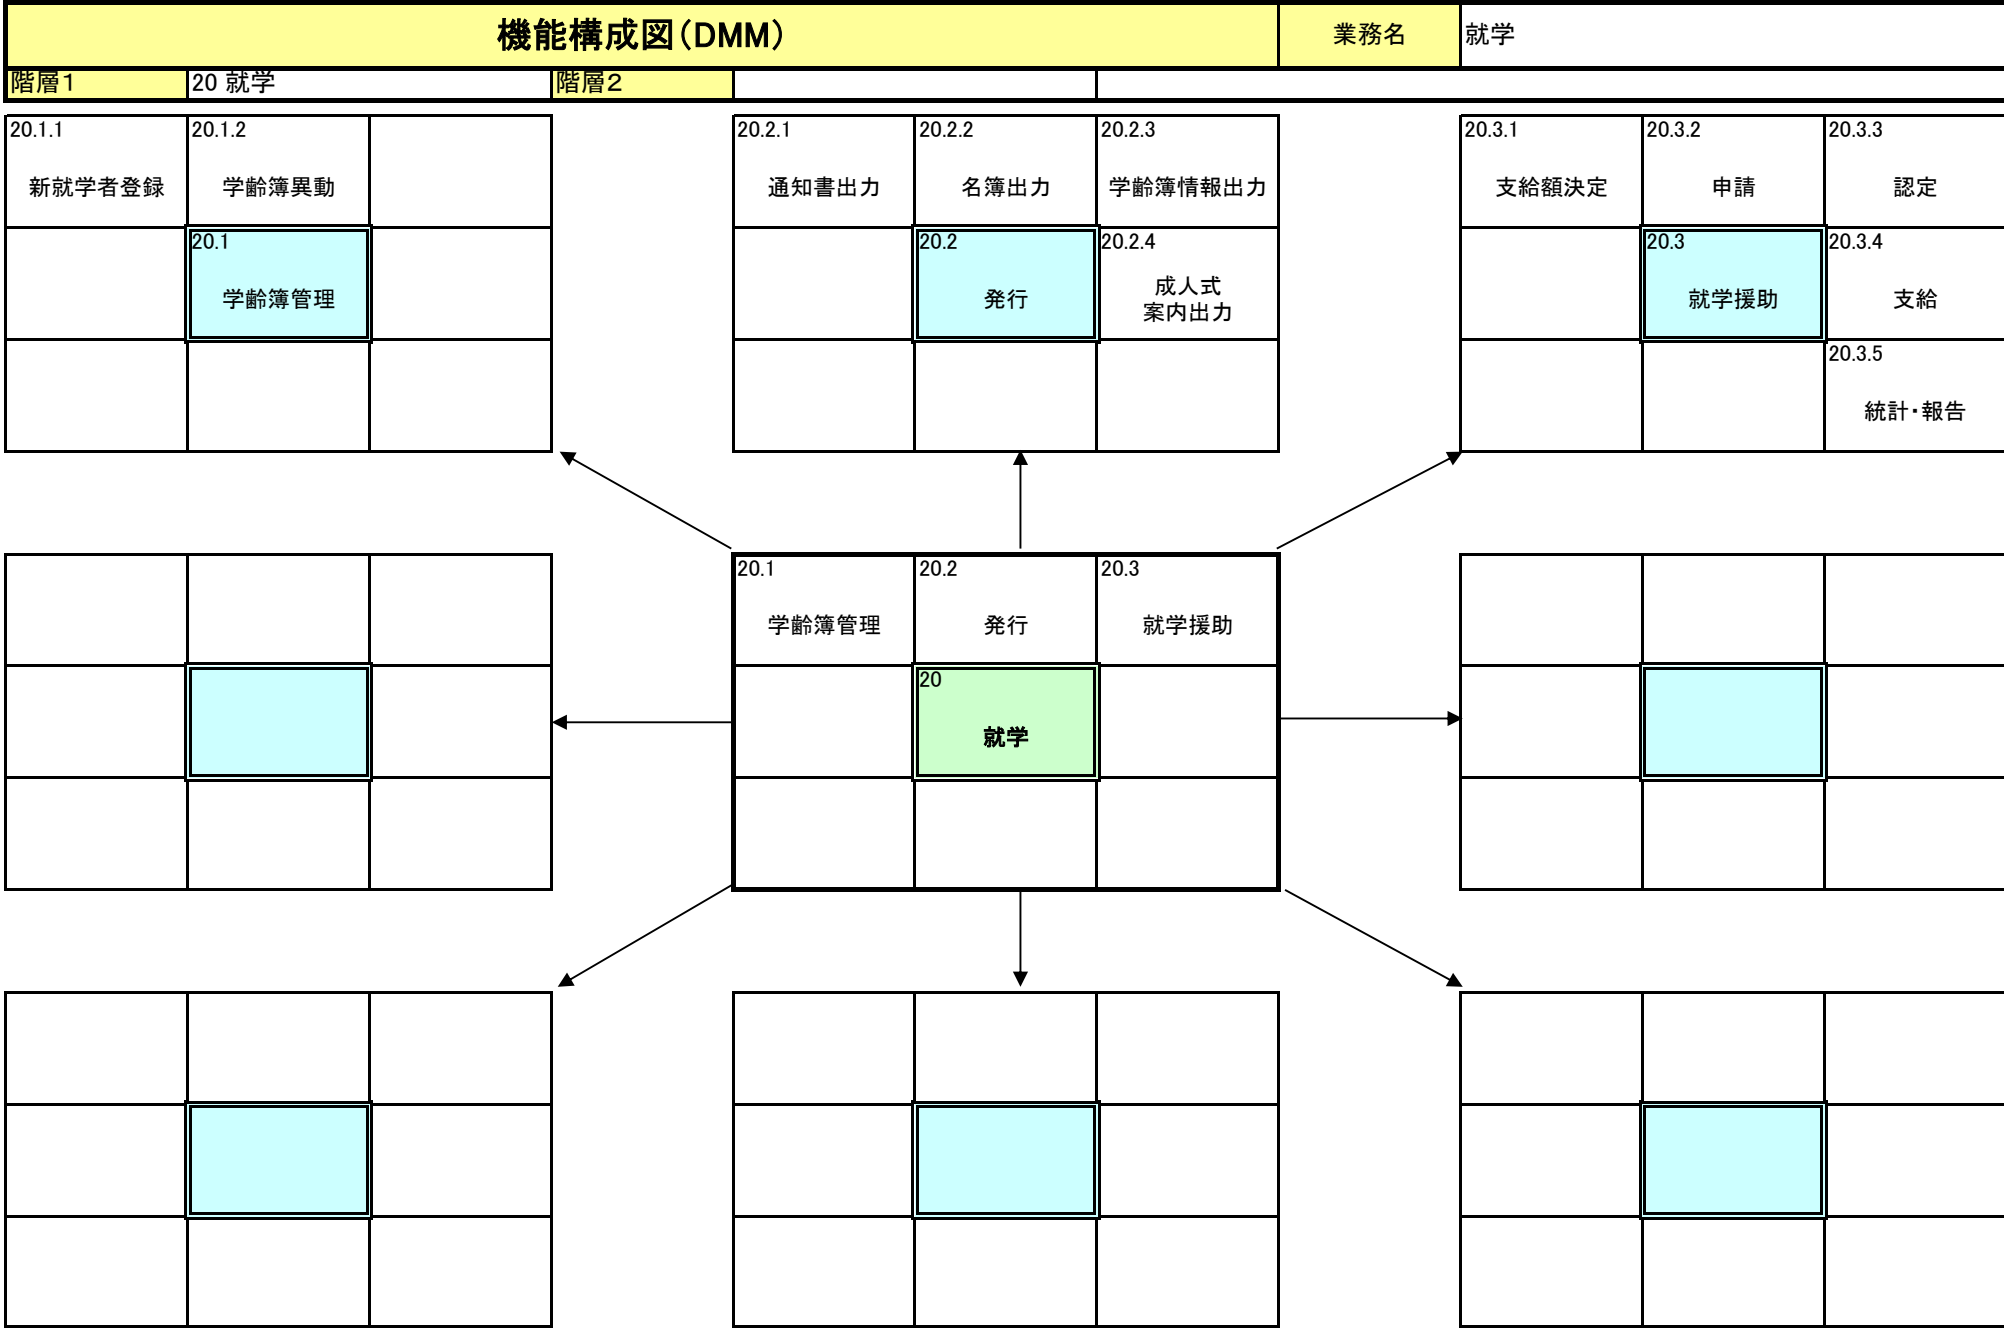 機能構成図(DMM)
業務名
就学
階層1
20 就学
階層2
20.1.1
20.1.2
新就学者登録
学齢簿異動
20.1
学齢簿管理
20.2.1
20.2.2
20.2.3
通知書出力
名簿出力
学齢簿情報出力
20.2
20.2.4
発行
成人式
案内出力
20.3.1
20.3.2
20.3.3
支給額決定
申請
認定
20.3
20.3.4
就学援助
支給
20.3.5
統計・報告
20.1
20.2
20.3
学齢簿管理
発行
就学援助
20
就学